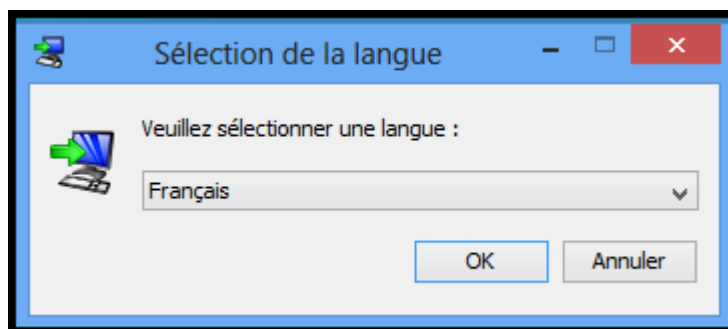 Sélection de la langue
Veuillez sélectionner une langue :
Français
OK Annuler